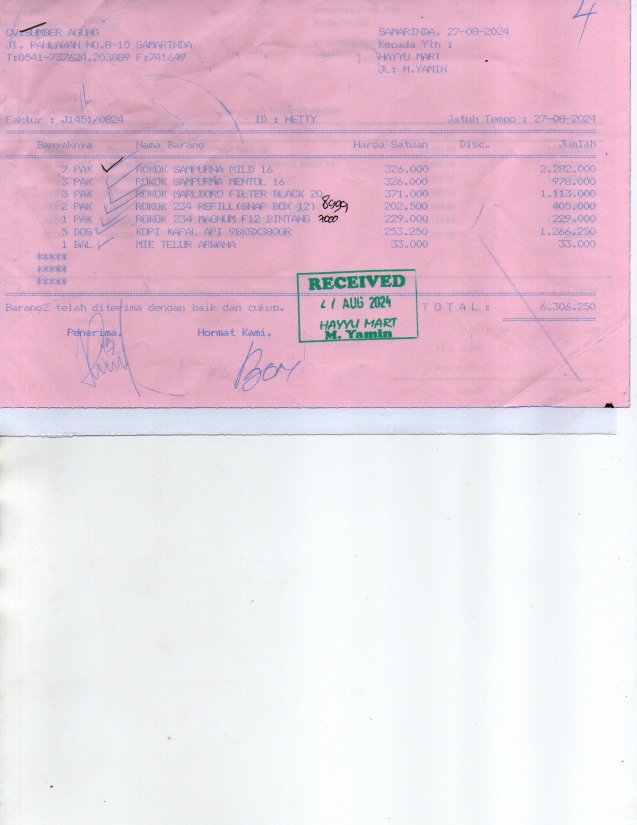 CV.SUMBER AGUNG SAMARINDA, 27-08-2024
Jl. PAHLAWAN NO.8-10 SAMARINDA Kepada Yth :
T:0541-737624.203889 F:741649 HAYYU MART
JL: M.YAMIN
4
Faktur : J1451/0824 ID : HETTY Jatuh Tempo : 27-08-2024
Banyaknya Nama Barang Harga Satuan Disc. Jumlah
7 PAK ROKOK SAMPURNA MILD 16 326.000 2.282.000
3 PAK ROKOK SAMPURNA MENTOL 16 326.000 978.000
3 PAK ROKOK MARLBORO FILTER BLACK 20 371.000 1.113.000
2 PAK ROKOK 234 REFILL(SNAP BOX 12) 202.500 405.000
1 PAK ROKOK 234 MAGNUM F12 BINTANG 229.000 229.000
5 DOS KOPI KAPAL API 9BKSX380GR 253.250 1.266.250
1 BAL MIE TELUR ARWANA 33.000 33.000
*****
*****
*****
RECEIVED
27 AUG 2024
HAYYU MART
M. Yamin
Barang2 telah diterima dengan baik dan cukup. T O T A L : 6.306.250
Penerima. Hormat Kami.